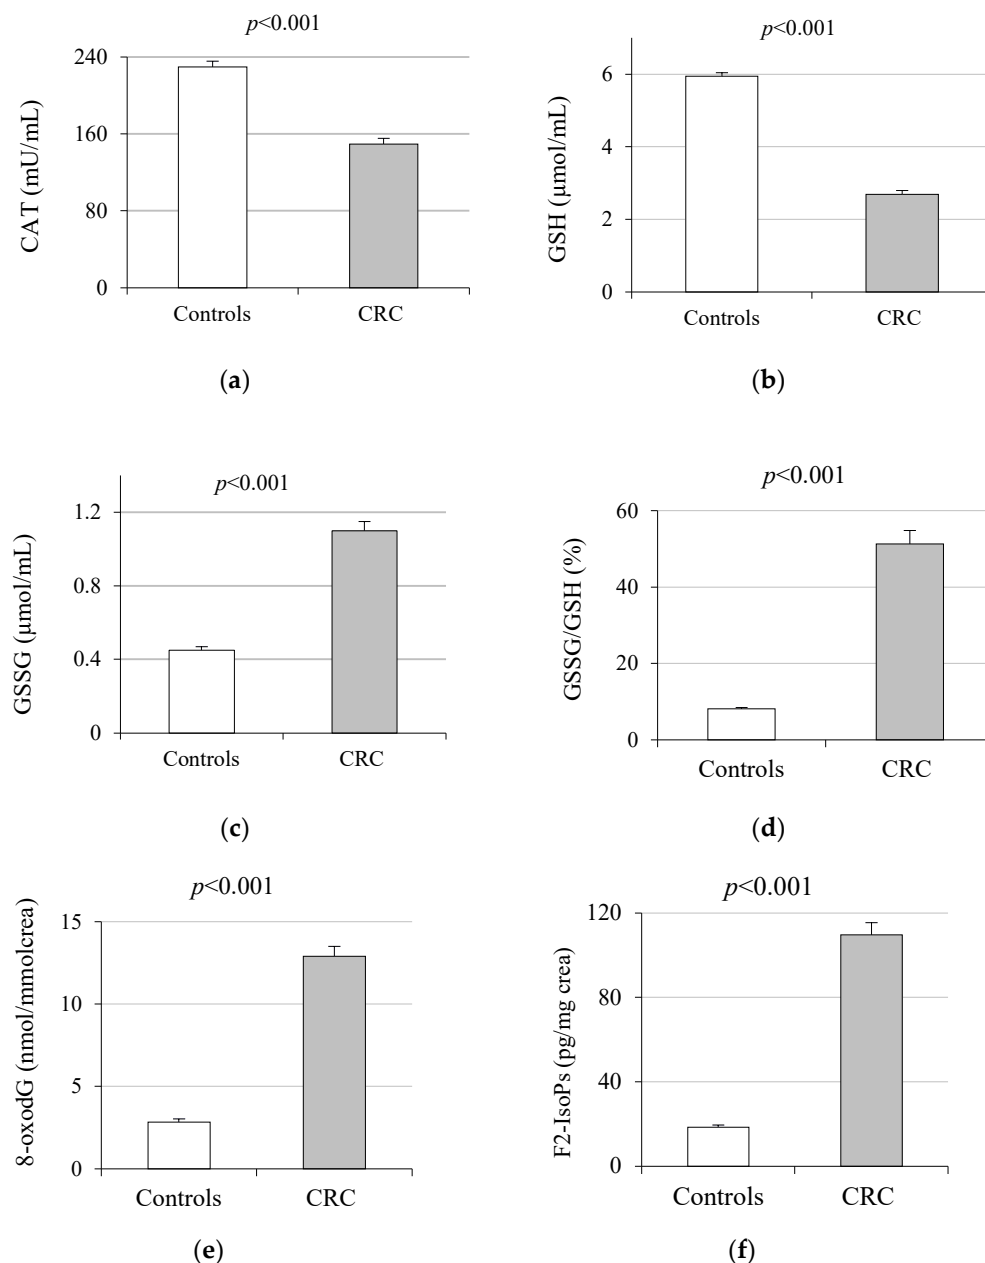 p<0.001
CAT (mU/mL)
240
160
80
0
Controls CRC
(a)
p<0.001
GSH (µmol/mL)
6
4
2
0
Controls CRC
(b)
p<0.001
GSSG (µmol/mL)
1.2
0.8
0.4
0
Controls CRC
(c)
p<0.001
GSSG/GSH (%)
60
40
20
0
Controls CRC
(d)
p<0.001
8-oxodG (nmol/mmolcrea)
15
10
5
0
Controls CRC
(e)
p<0.001
F2-IsoPs (pg/mg crea)
120
80
40
0
Controls CRC
(f)